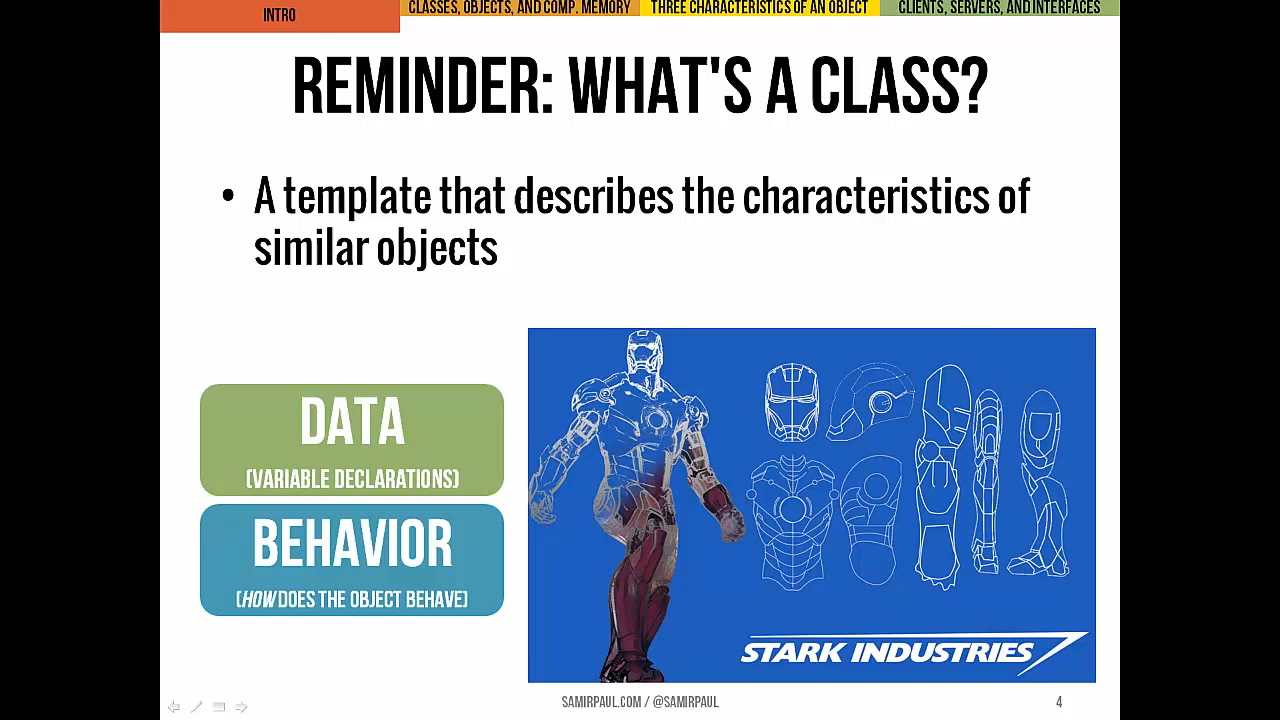 INTRO
CLASSES, OBJECTS, AND COMP. MEMORY
THREE CHARACTERISTICS OF AN OBJECT
CLIENTS, SERVERS, AND INTERFACES
REMINDER: WHAT'S A CLASS?
• A template that describes the characteristics of
similar objects
DATA
(VARIABLE DECLARATIONS)
BEHAVIOR
(HOW DOES THE OBJECT BEHAVE)
STARK INDUSTRIES
SAMIRPAUL.COM / @SAMIRPAUL
4